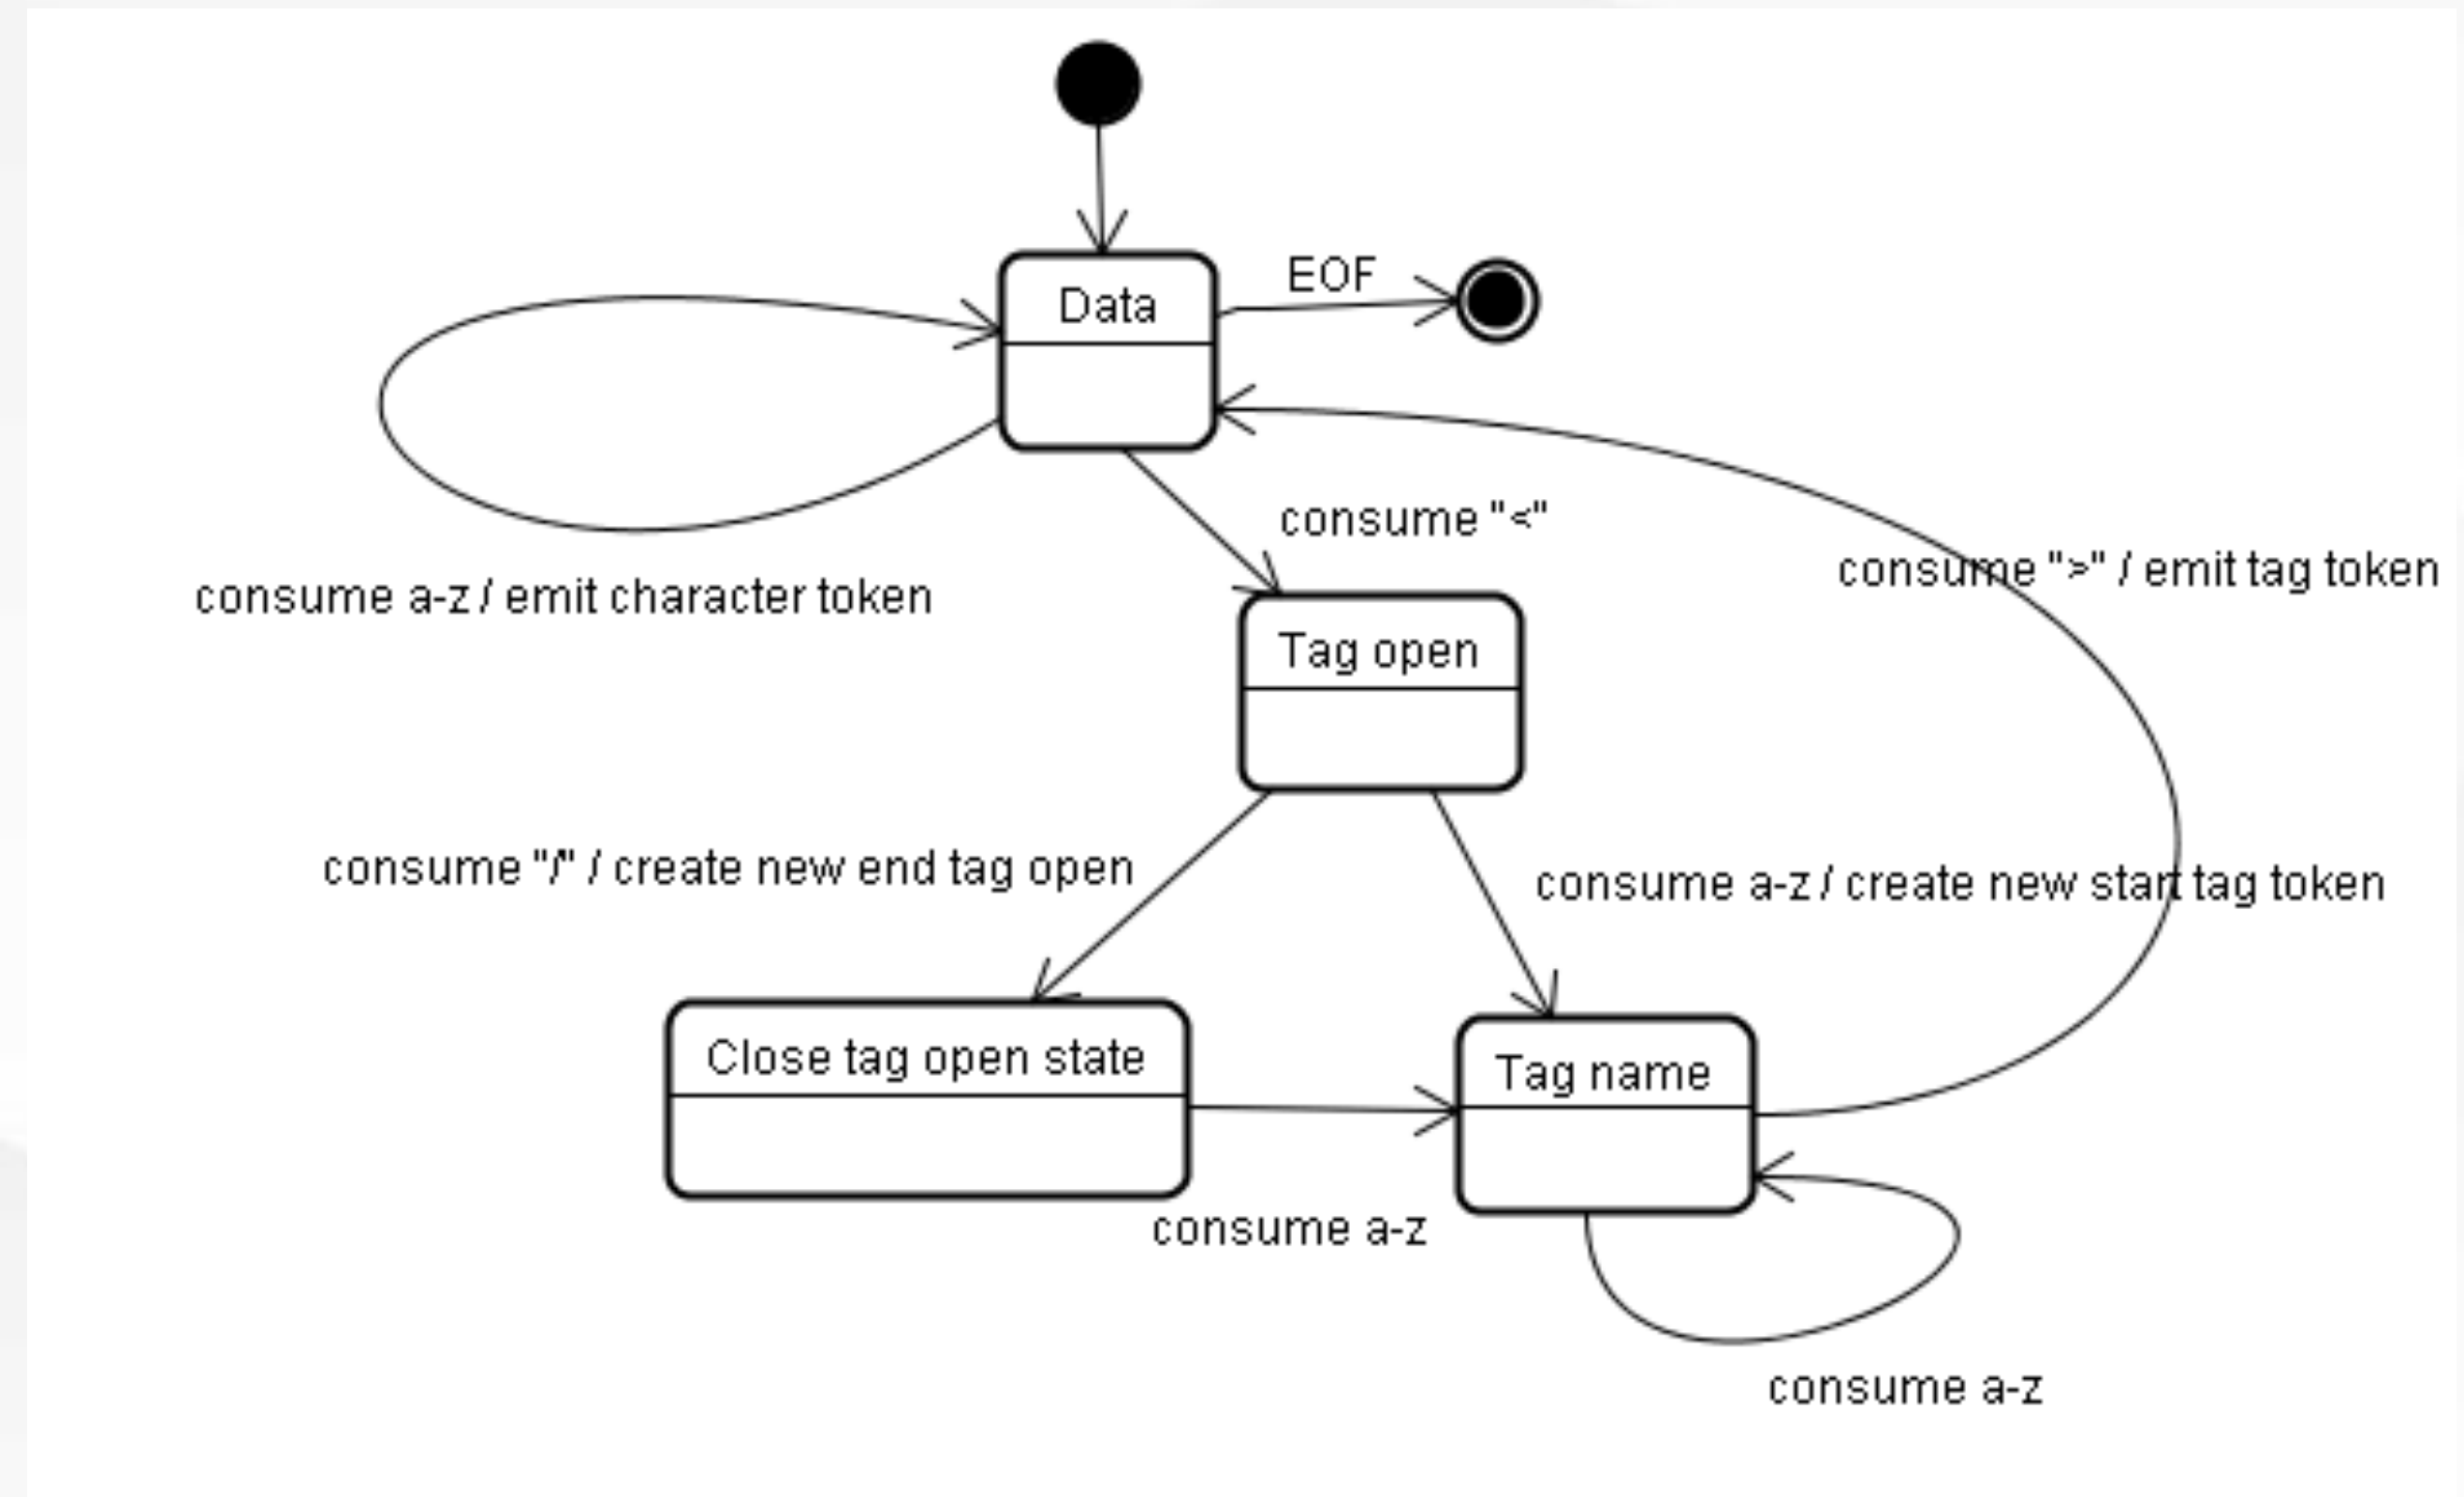 EOF
Data
consume "<"
consume ">" / emit tag token
consume a-z / emit character token
Tag open
consume "/" / create new end tag open
consume a-z / create new start tag token
Close tag open state
Tag name
consume a-z
consume a-z